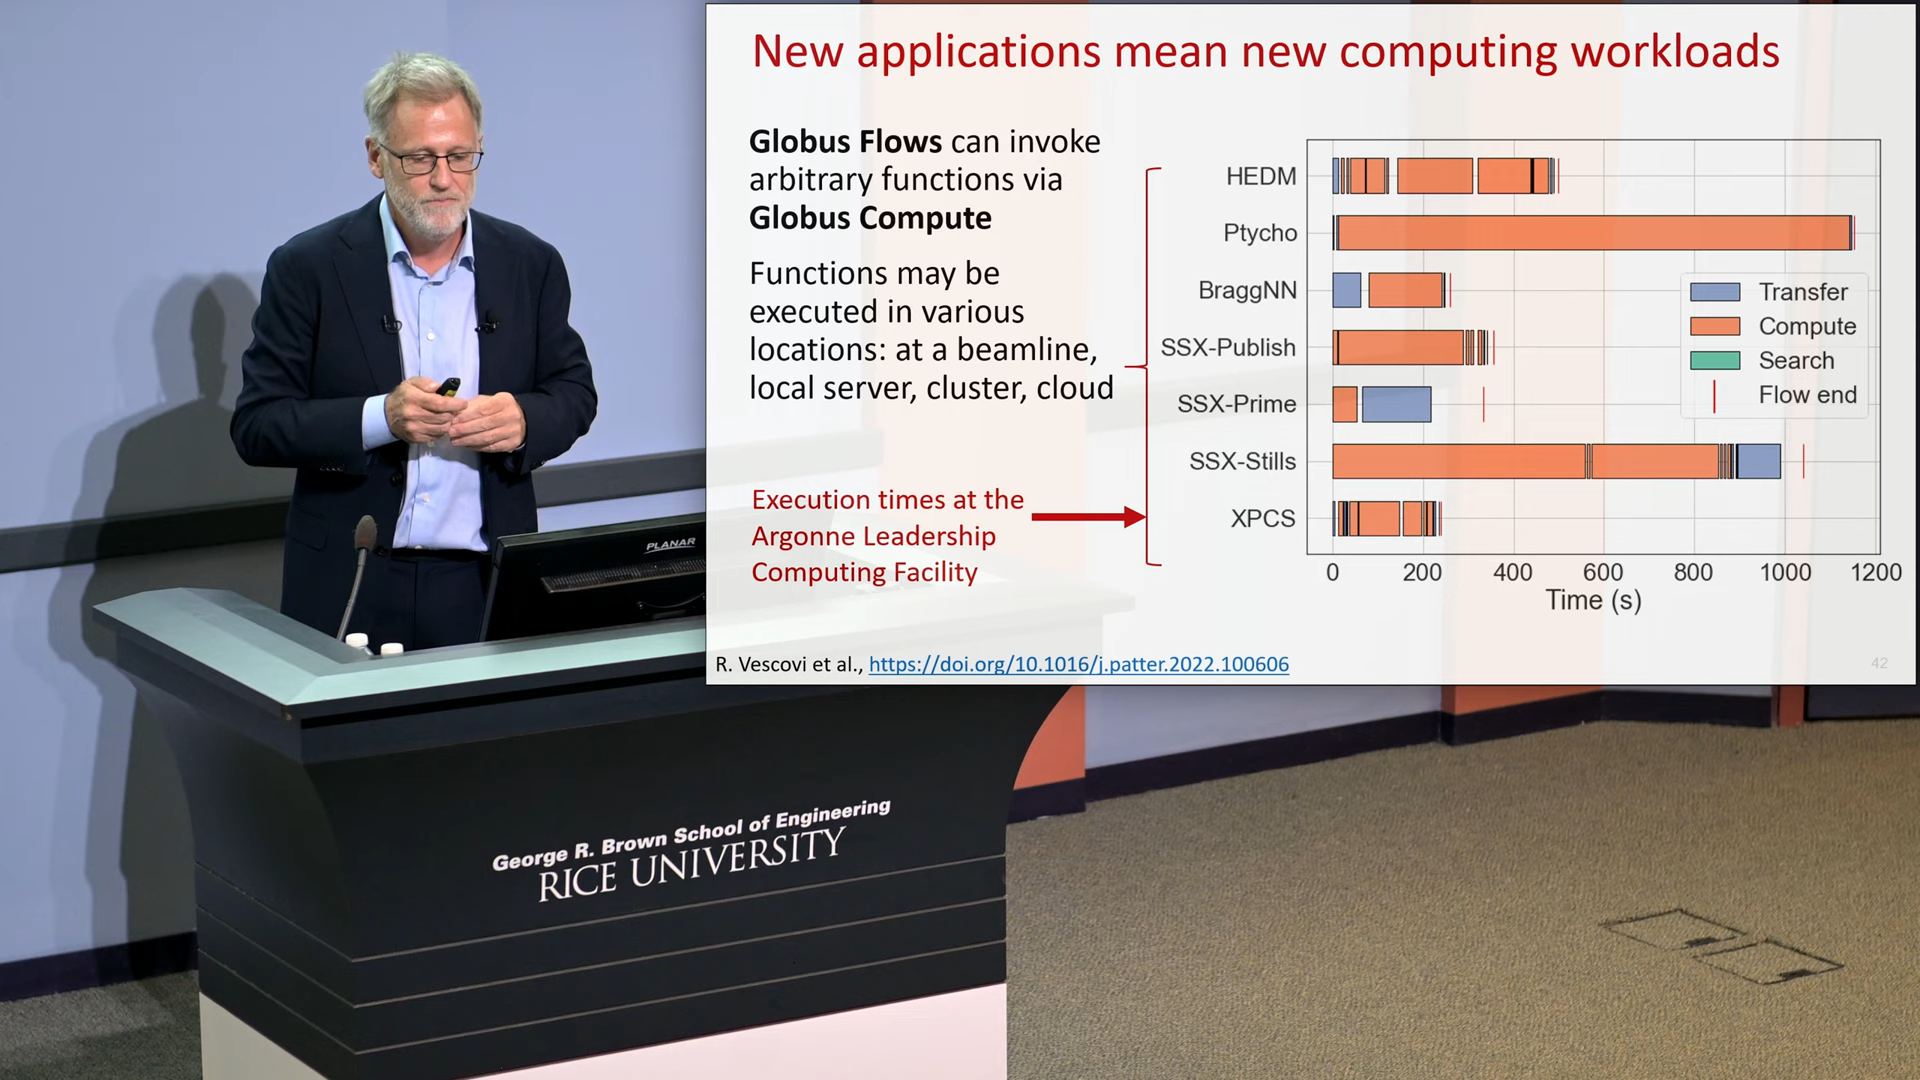 New applications mean new computing workloads
Globus Flows can invoke
arbitrary functions via
Globus Compute
Functions may be
executed in various
locations: at a beamline,
local server, cluster, cloud
Execution times at the
Argonne Leadership
Computing Facility
HEDM
Ptycho
BraggNN
SSX-Publish
SSX-Prime
SSX-Stills
XPCS
Transfer
Compute
Search
Flow end
0 200 400 600 800 1000 1200
Time (s)
R. Vescovi et al., https://doi.org/10.1016/j.patter.2022.100606
42
PLANAR
George R. Brown School of Engineering
RICE UNIVERSITY